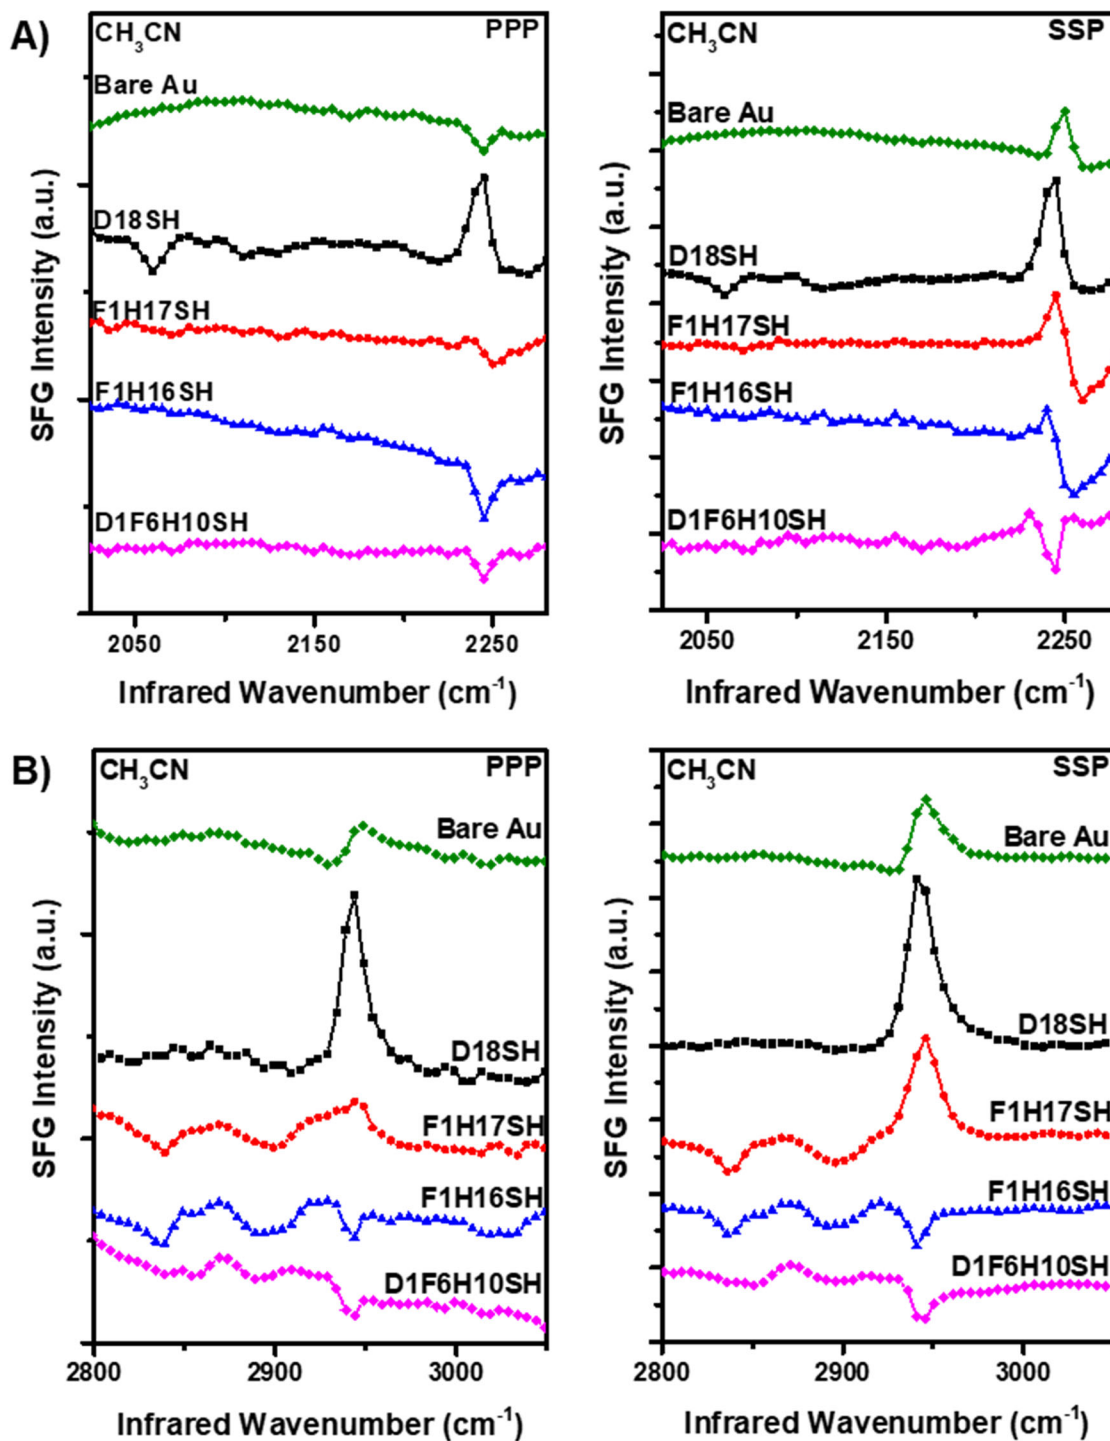 A)
CH₃CN PPP
Bare Au
D18SH
F1H17SH
F1H16SH
D1F6H10SH
SFG Intensity (a.u.)
2050 2150 2250
Infrared Wavenumber (cm⁻¹)
CH₃CN SSP
Bare Au
D18SH
F1H17SH
F1H16SH
D1F6H10SH
SFG Intensity (a.u.)
2050 2150 2250
Infrared Wavenumber (cm⁻¹)
B)
CH₃CN PPP
Bare Au
D18SH
F1H17SH
F1H16SH
D1F6H10SH
SFG Intensity (a.u.)
2800 2900 3000
Infrared Wavenumber (cm⁻¹)
CH₃CN SSP
Bare Au
D18SH
F1H17SH
F1H16SH
D1F6H10SH
SFG Intensity (a.u.)
2800 2900 3000
Infrared Wavenumber (cm⁻¹)